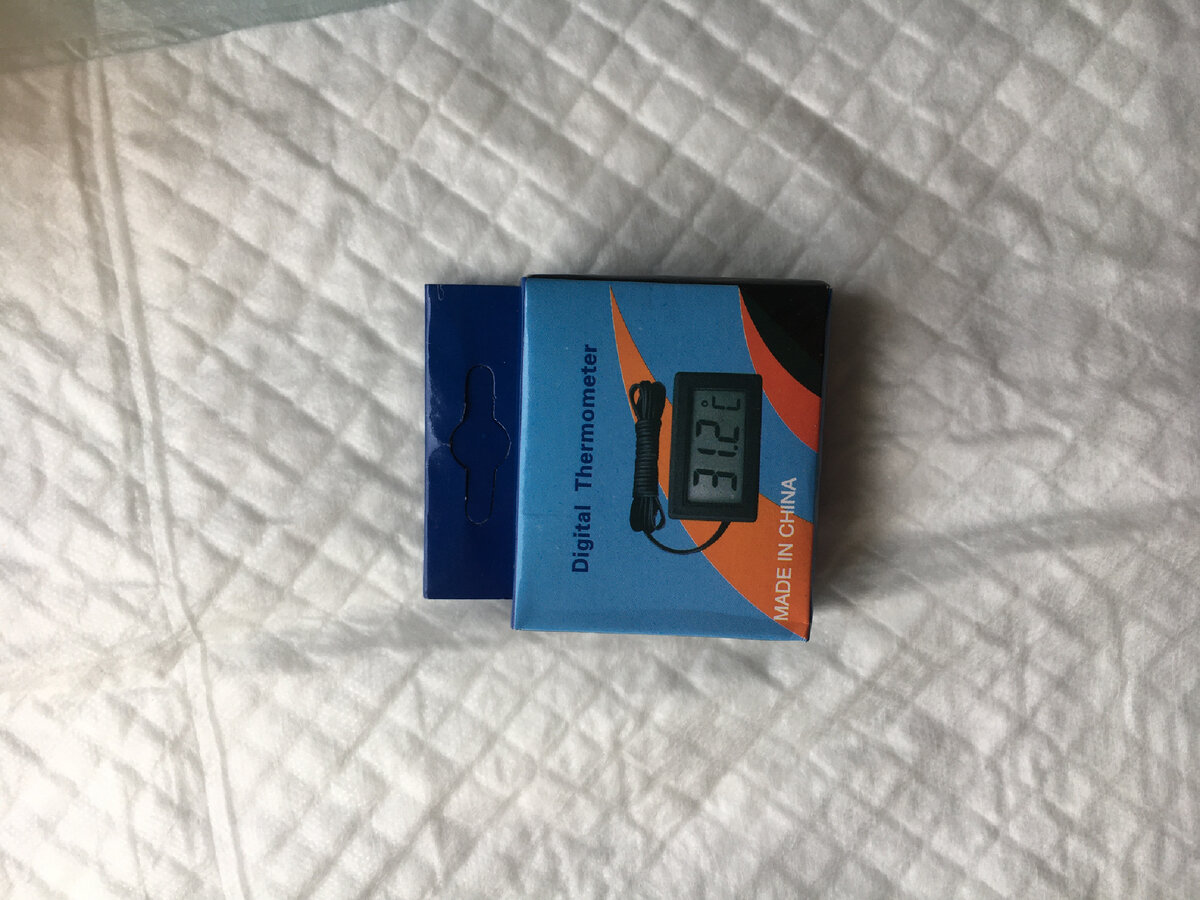 Digital Thermometer
31.2℃
MADE IN CHINA